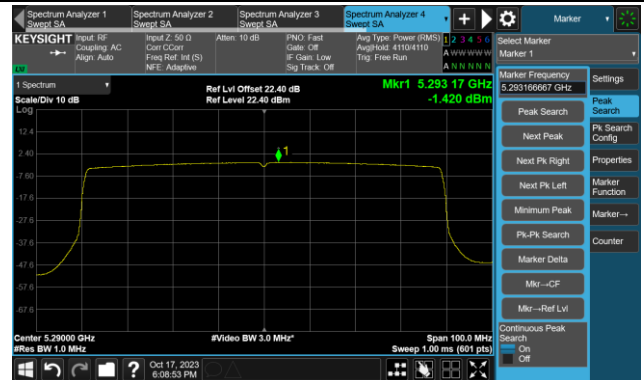 Spectrum Analyzer 1
Swept SA
Spectrum Analyzer 2
Swept SA
Spectrum Analyzer 3
Swept SA
Spectrum Analyzer 4
Swept SA
+
Marker
KEYSIGHT
Input: RF
Coupling: AC
Align: Auto
Input Z: 50 Ω
Corr CCorr
Freq Ref: Int (S)
NFE: Adaptive
Atten: 10 dB
PNO: Fast
Gate: Off
IF Gain: Low
Sig Track: Off
Avg Type: Power (RMS)
Avg|Hold: 4110/4110
Trig: Free Run
1 2 3 4 5 6
A W W W W W
A N N N N N
Select Marker
Marker 1
1 Spectrum
Scale/Div 10 dB
Log
Ref Lvl Offset 22.40 dB
Ref Level 22.40 dBm
Mkr1 5.293 17 GHz
-1.420 dBm
12.4
2.40
-7.60
-17.6
-27.6
-37.6
-47.6
-57.6
-67.6
1
Center 5.29000 GHz
#Res BW 1.0 MHz
#Video BW 3.0 MHz*
Span 100.0 MHz
Sweep 1.00 ms (601 pts)
Marker Frequency
5.293166667 GHz
Peak Search
Next Peak
Next Pk Right
Next Pk Left
Minimum Peak
Pk-Pk Search
Marker Delta
Mkr→CF
Mkr→Ref Lvl
Continuous Peak
Search
On
Off
Settings
Peak
Search
Pk Search
Config
Properties
Marker
Function
Marker→
Counter
?
Oct 17, 2023
6:08:53 PM